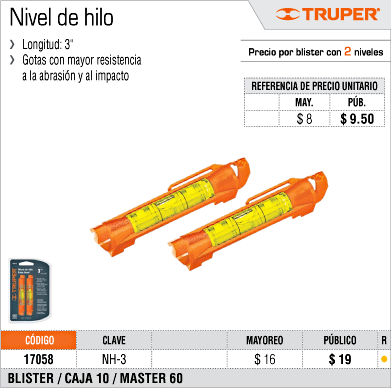 Nivel de hilo
TRUPER
Longitud: 3"
Gotas con mayor resistencia
a la abrasión y al impacto
Precio por blister con 2 niveles
REFERENCIA DE PRECIO UNITARIO
MAY. PÚB.
$ 8 $ 9.50
TRUPER
CÓDIGO CLAVE MAYOREO PÚBLICO R
17058 NH-3 $ 16 $ 19
BLISTER / CAJA 10 / MASTER 60